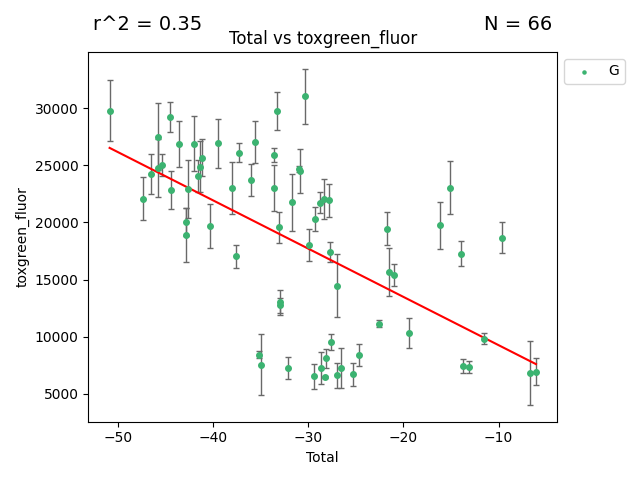 r^2 = 0.35
N = 66
Total vs toxgreen_fluor
G
30000
25000
20000
15000
10000
5000
toxgreen_fluor
−50
−40
−30
−20
−10
Total